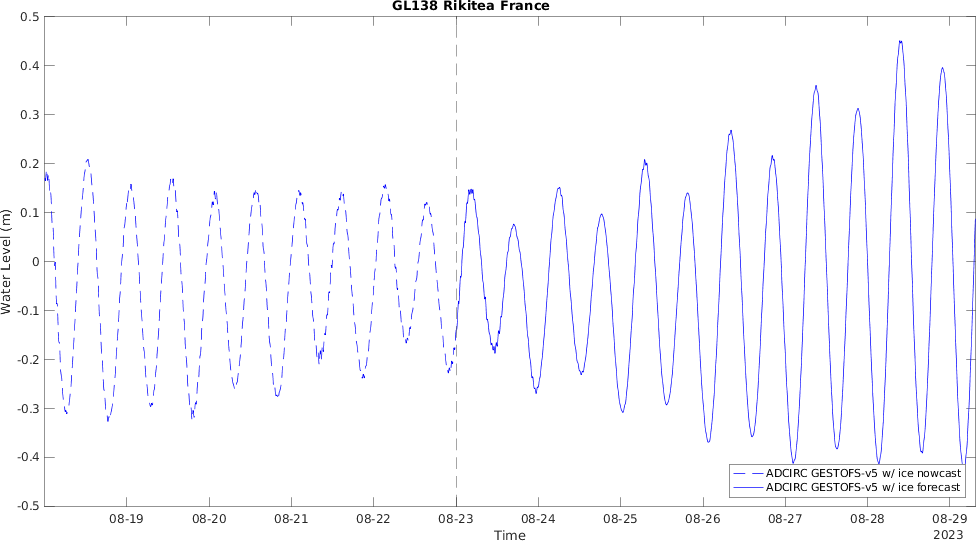 GL138 Rikitea France
0.5
0.4
0.3
0.2
0.1
0
-0.1
-0.2
-0.3
-0.4
-0.5
Water Level (m)
ADCIRC GESTOFS-v5 w/ ice nowcast
ADCIRC GESTOFS-v5 w/ ice forecast
08-19 08-20 08-21 08-22 08-23 08-24 08-25 08-26 08-27 08-28 08-29
2023
Time